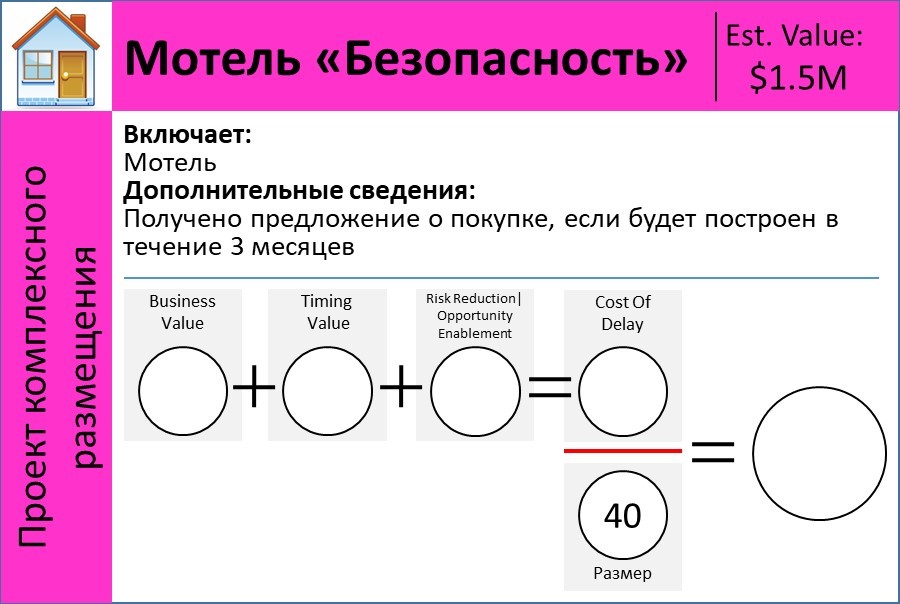 Мотель «Безопасность»
Est. Value:
$1.5M
Проект комплексного
размещения
Включает:
Мотель
Дополнительные сведения:
Получено предложение о покупке, если будет построен в
течение 3 месяцев
Business
Value
+
Timing
Value
+
Risk Reduction|
Opportunity
Enablement
=
Cost Of
Delay
=
40
Размер